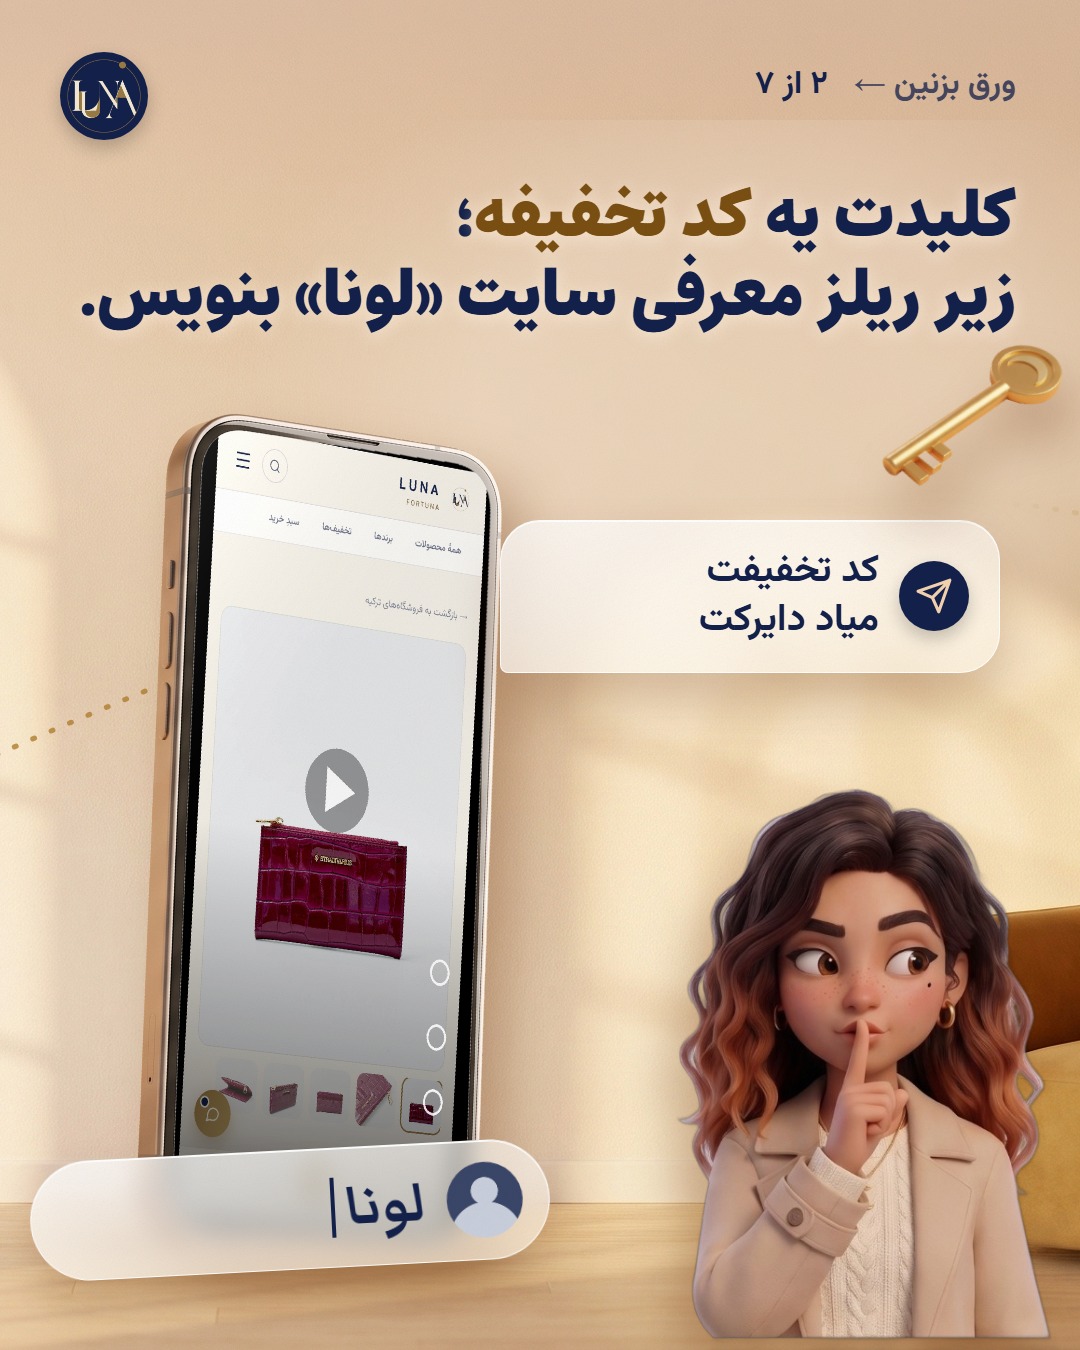 LUNA
ورق بزنین ← ۲ از ۷
کلیدت یه کد تخفیفه؛
زیر ریلز معرفی سایت «لونا» بنویس.
LUNA
FORTUNA
همهٔ محصولات برندها تخفیف‌ها سبد خرید
→ بازگشت به فروشگاه‌های ترکیه
کد تخفیفت
میاد دایرکت
لونا